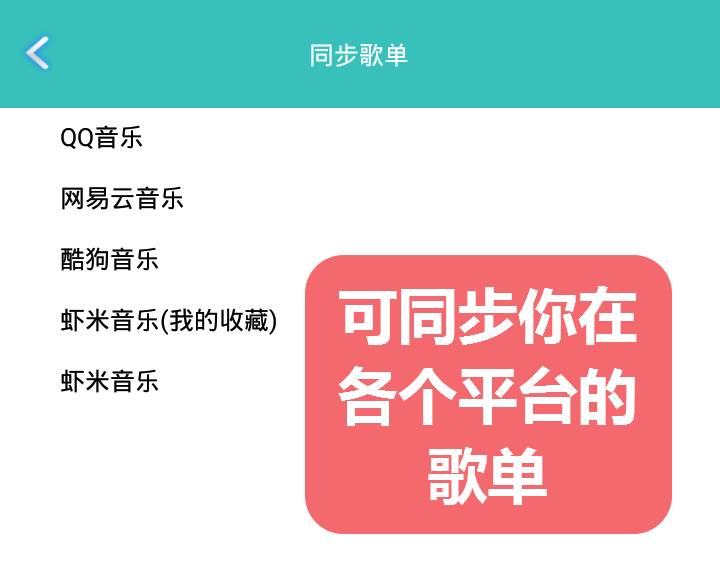 同步歌单
QQ音乐
网易云音乐
酷狗音乐
虾米音乐(我的收藏)
虾米音乐
可同步你在
各个平台的
歌单